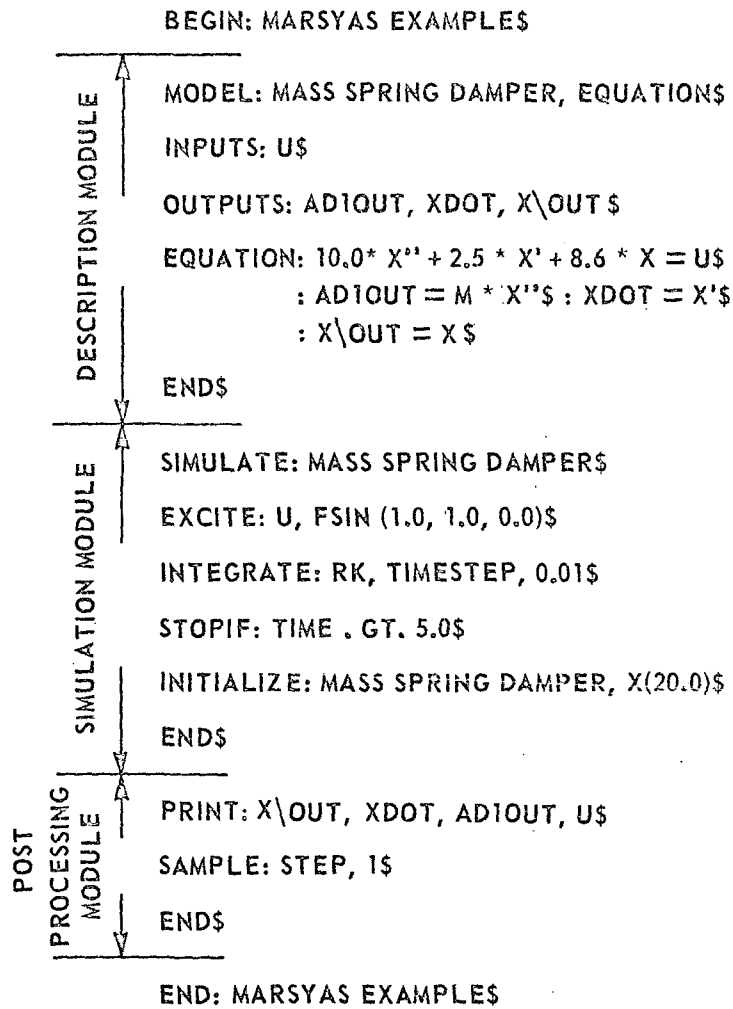 BEGIN: MARSYAS EXAMPLE$
DESCRIPTION MODULE
MODEL: MASS SPRING DAMPER, EQUATION$
INPUTS: U$
OUTPUTS: AD1OUT, XDOT, X\OUT $
EQUATION: 10.0* X'' + 2.5 * X' + 8.6 * X = U$
: AD1OUT = M * X''$ : XDOT = X'$
: X\OUT = X $
END$
SIMULATION MODULE
SIMULATE: MASS SPRING DAMPER$
EXCITE: U, FSIN (1.0, 1.0, 0.0)$
INTEGRATE: RK, TIMESTEP, 0.01$
STOPIF: TIME . GT. 5.0$
INITIALIZE: MASS SPRING DAMPER, X(20.0)$
END$
POST
PROCESSING
MODULE
PRINT: X\OUT, XDOT, AD1OUT, U$
SAMPLE: STEP, 1$
END$
END: MARSYAS EXAMPLE$